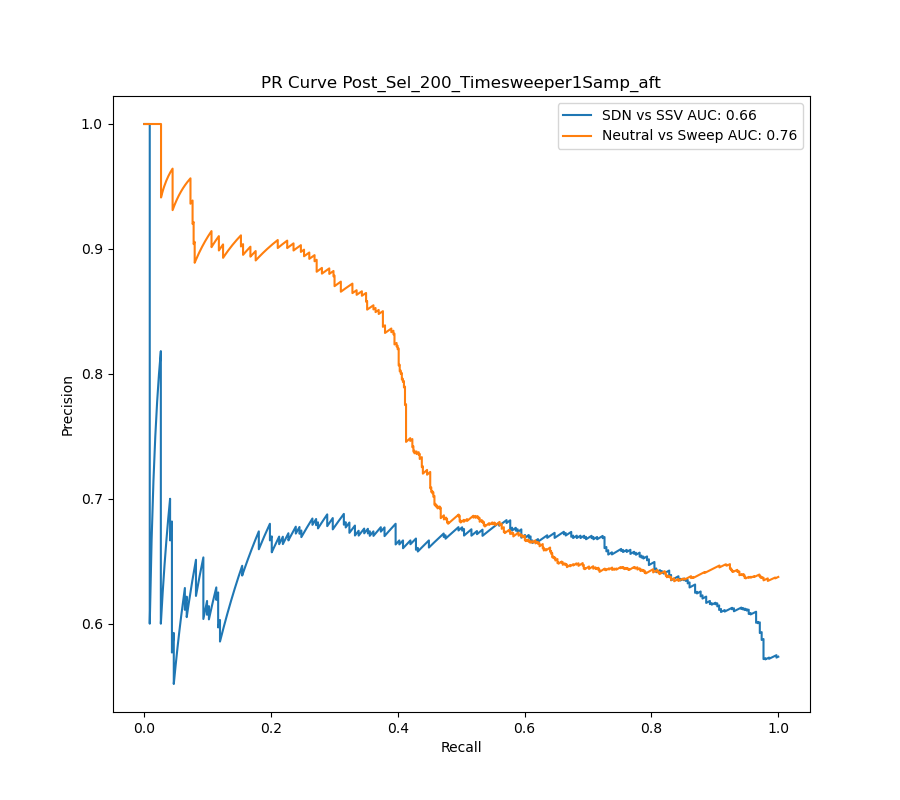 PR Curve Post_Sel_200_Timesweeper1Samp_aft
SDN vs SSV AUC: 0.66
Neutral vs Sweep AUC: 0.76
1.0
0.9
0.8
0.7
0.6
Precision
0.0 0.2 0.4 0.6 0.8 1.0
Recall